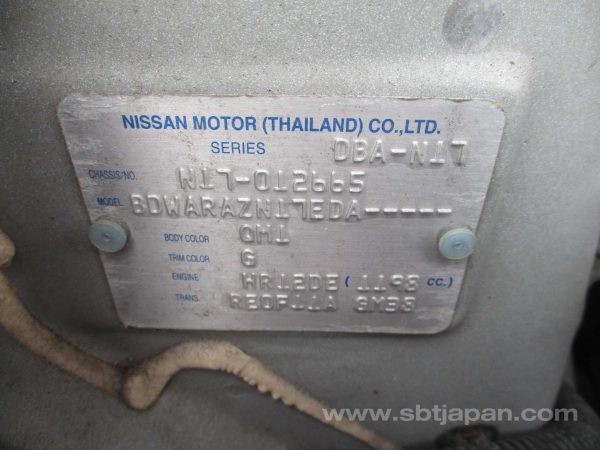 NISSAN MOTOR (THAILAND) CO.,LTD.
SERIES DBA-N17
CHASSIS/NO. N17-012665
MODEL BDWARAZN17EDA-----
BODY COLOR QM1
TRIM COLOR G
ENGINE HR12DE ( 1198 CC.)
TRANS. RE0F11A GM38
www.sbtjapan.com